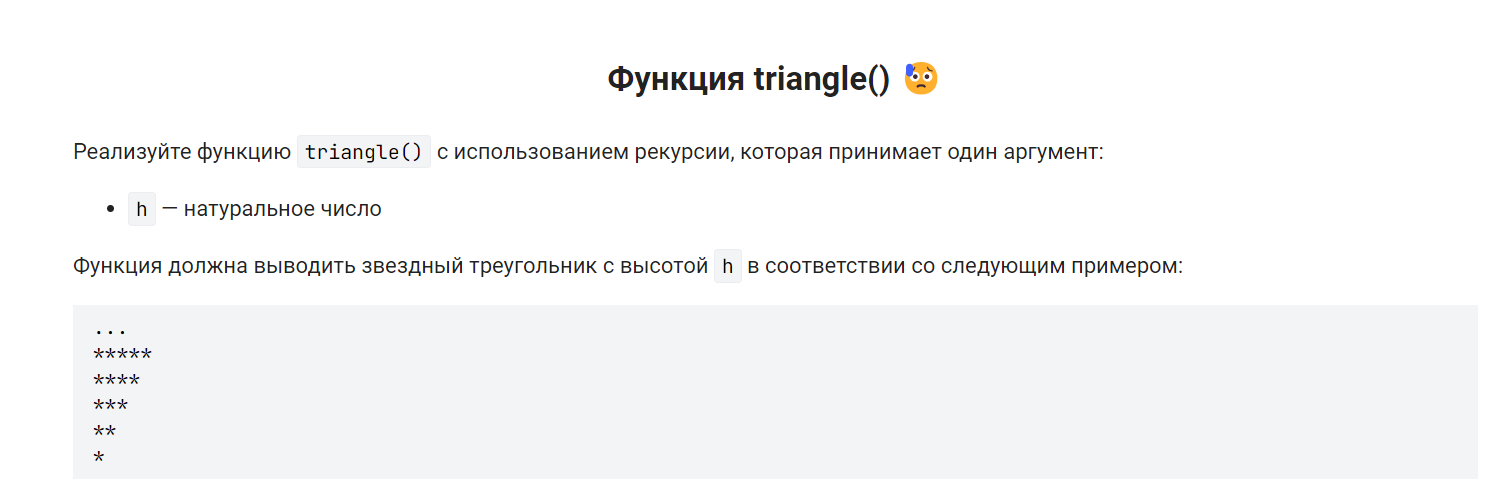 Функция triangle() 😰
Реализуйте функцию triangle() с использованием рекурсии, которая принимает один аргумент:
• h — натуральное число
Функция должна выводить звездный треугольник с высотой h в соответствии со следующим примером:
...
*****
****
***
**
*